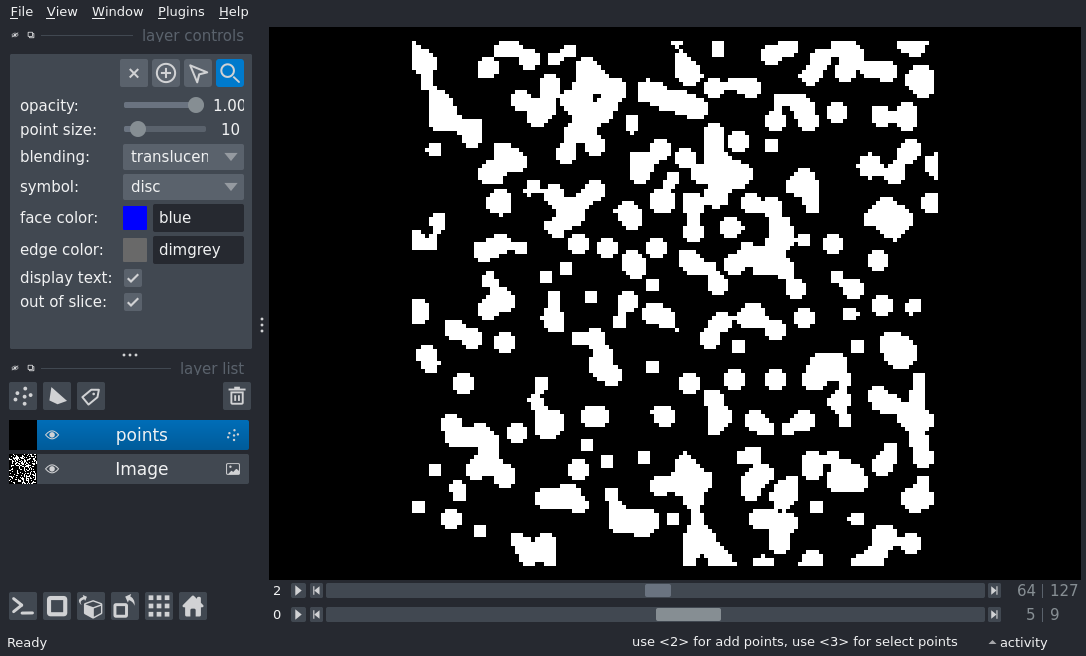 File View Window Plugins Help
layer controls
opacity: 1.00
point size: 10
blending: translucen
symbol: disc
face color: blue
edge color: dimgrey
display text:
out of slice:
layer list
points
Image
2 64 | 127
0 5 | 9
Ready use <2> for add points, use <3> for select points activity